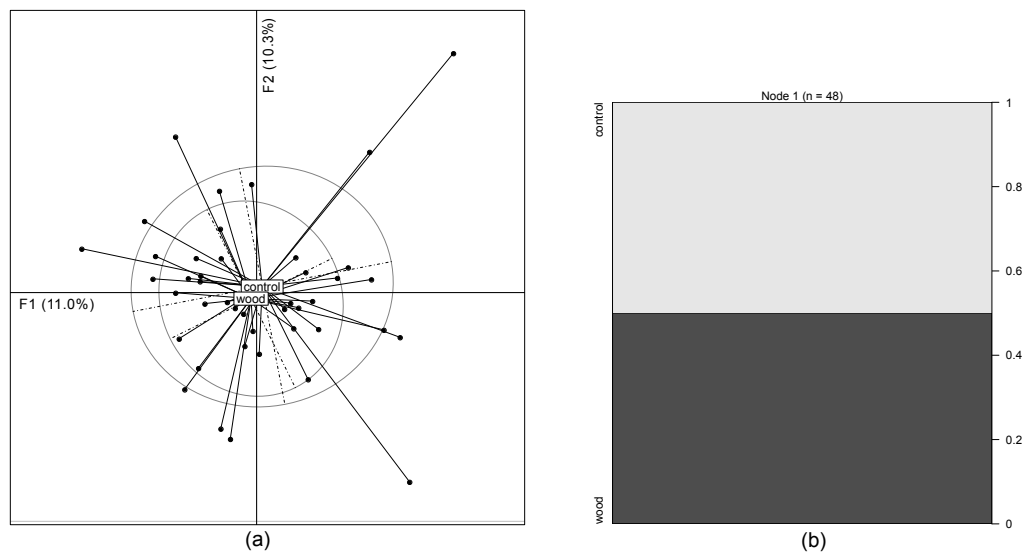 F2 (10.3%)
control
wood
F1 (11.0%)
(a)
Node 1 (n = 48)
control
wood
1
0.8
0.6
0.4
0.2
0
(b)